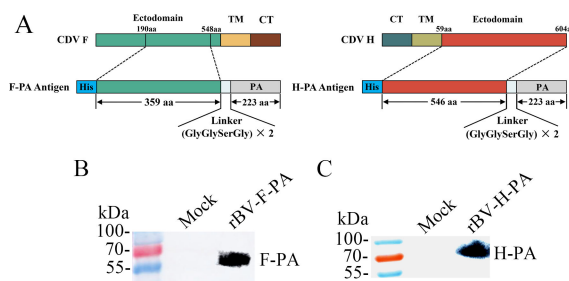 A
Ectodomain
190aa 548aa TM CT
CDV F
F-PA Antigen His PA
359 aa 223 aa
Linker
(GlyGlySerGly) × 2
CT TM Ectodomain
59aa 604a
CDV H
H-PA Antigen His PA
546 aa 223 aa
Linker
(GlyGlySerGly) × 2
B
kDa Mock rBV-F-PA
100-
70-
55-
F-PA
C
kDa Mock rBV-H-PA
100-
70-
55-
H-PA